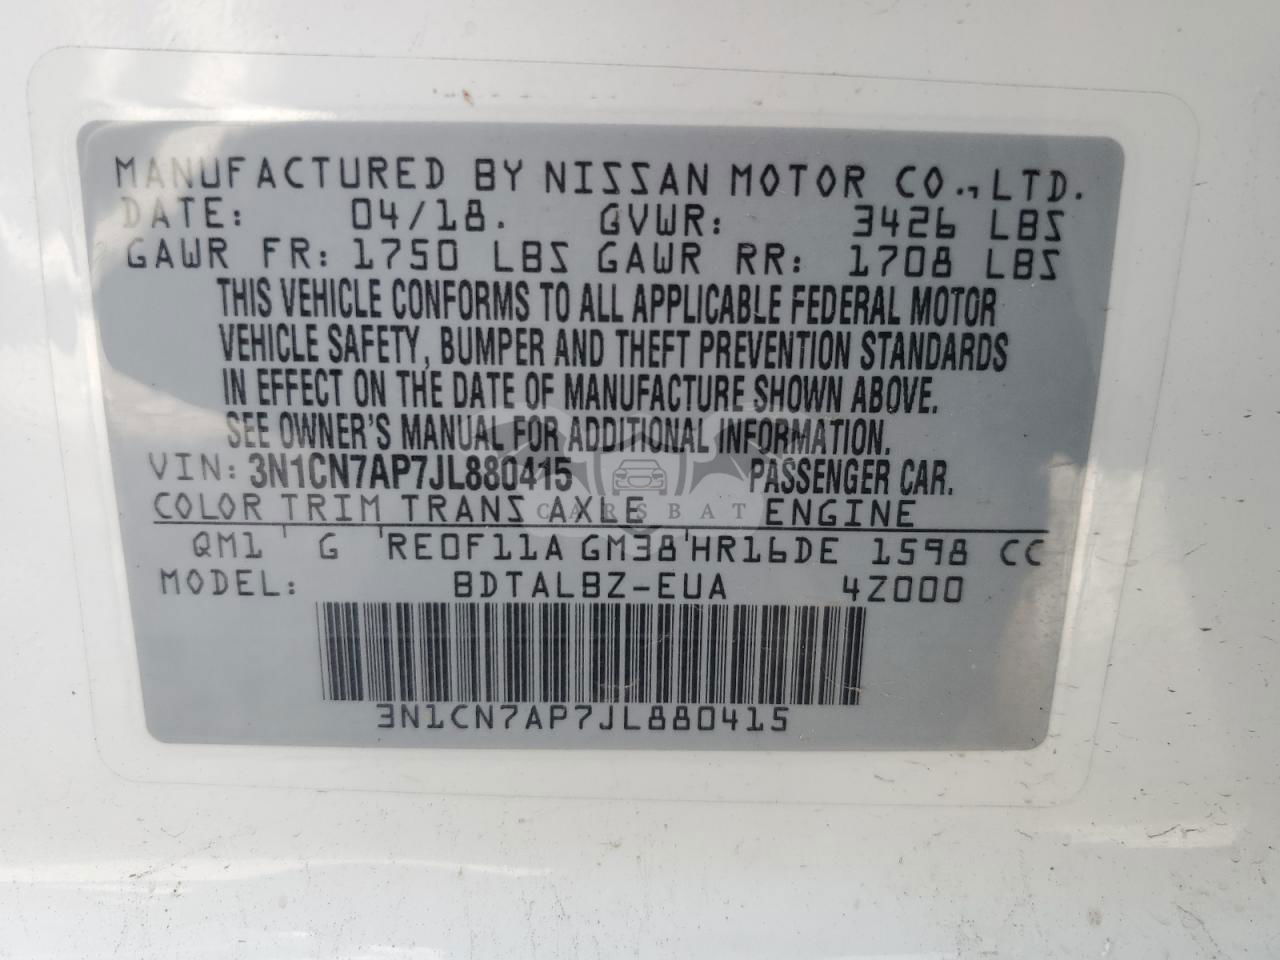 MANUFACTURED BY NISSAN MOTOR CO., LTD.
DATE: 04/18. GVWR: 3426 LBS
GAWR FR: 1750 LBS GAWR RR: 1708 LBS
THIS VEHICLE CONFORMS TO ALL APPLICABLE FEDERAL MOTOR
VEHICLE SAFETY, BUMPER AND THEFT PREVENTION STANDARDS
IN EFFECT ON THE DATE OF MANUFACTURE SHOWN ABOVE.
SEE OWNER'S MANUAL FOR ADDITIONAL INFORMATION.
VIN: 3N1CN7AP7JL880415 PASSENGER CAR.
COLOR TRIM TRANS AXLE ENGINE
CARSBAT
QM1 G RE0F11A GM38 HR16DE 1598 CC
MODEL: BDTALBZ-EUA 4Z000
3N1CN7AP7JL880415